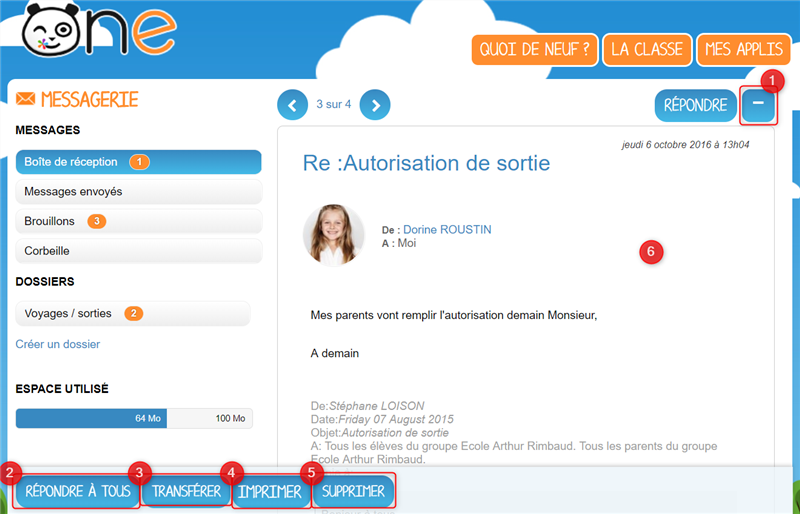 one
QUOI DE NEUF ?
LA CLASSE
MES APPLIS
1
MESSAGERIE
3 sur 4
RÉPONDRE
−
MESSAGES
Boîte de réception 1
Messages envoyés
Brouillons 3
Corbeille
DOSSIERS
Voyages / sorties 2
Créer un dossier
ESPACE UTILISÉ
64 Mo 100 Mo
jeudi 6 octobre 2016 à 13h04
Re :Autorisation de sortie
De : Dorine ROUSTIN
A : Moi
6
Mes parents vont remplir l'autorisation demain Monsieur,
A demain
De:Stéphane LOISON
Date:Friday 07 August 2015
Objet:Autorisation de sortie
A: Tous les élèves du groupe Ecole Arthur Rimbaud. Tous les parents du groupe
Ecole Arthur Rimbaud.
2
RÉPONDRE À TOUS
3
TRANSFÉRER
4
IMPRIMER
5
SUPPRIMER
Bonjour à tous